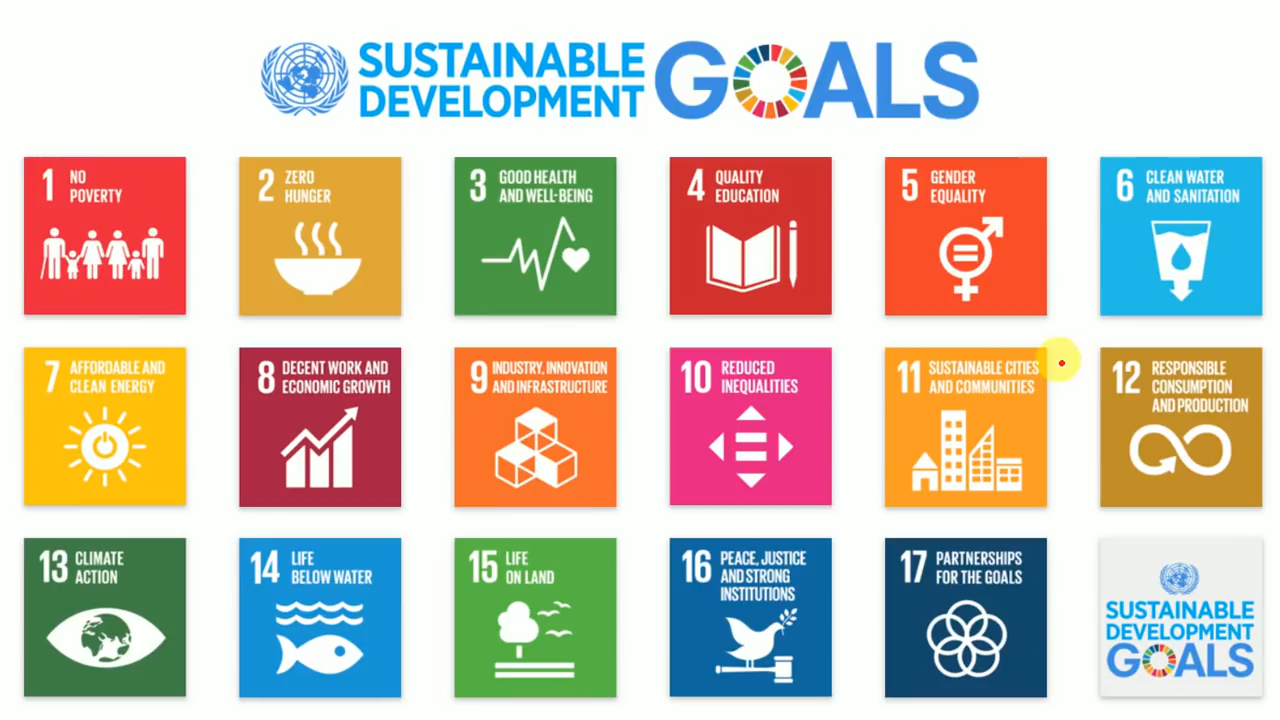 SUSTAINABLE
DEVELOPMENT
GOALS
1 NO
POVERTY
2 ZERO
HUNGER
3 GOOD HEALTH
AND WELL-BEING
4 QUALITY
EDUCATION
5 GENDER
EQUALITY
6 CLEAN WATER
AND SANITATION
7 AFFORDABLE AND
CLEAN ENERGY
8 DECENT WORK AND
ECONOMIC GROWTH
9 INDUSTRY, INNOVATION
AND INFRASTRUCTURE
10 REDUCED
INEQUALITIES
11 SUSTAINABLE CITIES
AND COMMUNITIES
12 RESPONSIBLE
CONSUMPTION
AND PRODUCTION
13 CLIMATE
ACTION
14 LIFE
BELOW WATER
15 LIFE
ON LAND
16 PEACE, JUSTICE
AND STRONG
INSTITUTIONS
17 PARTNERSHIPS
FOR THE GOALS
SUSTAINABLE
DEVELOPMENT
GOALS